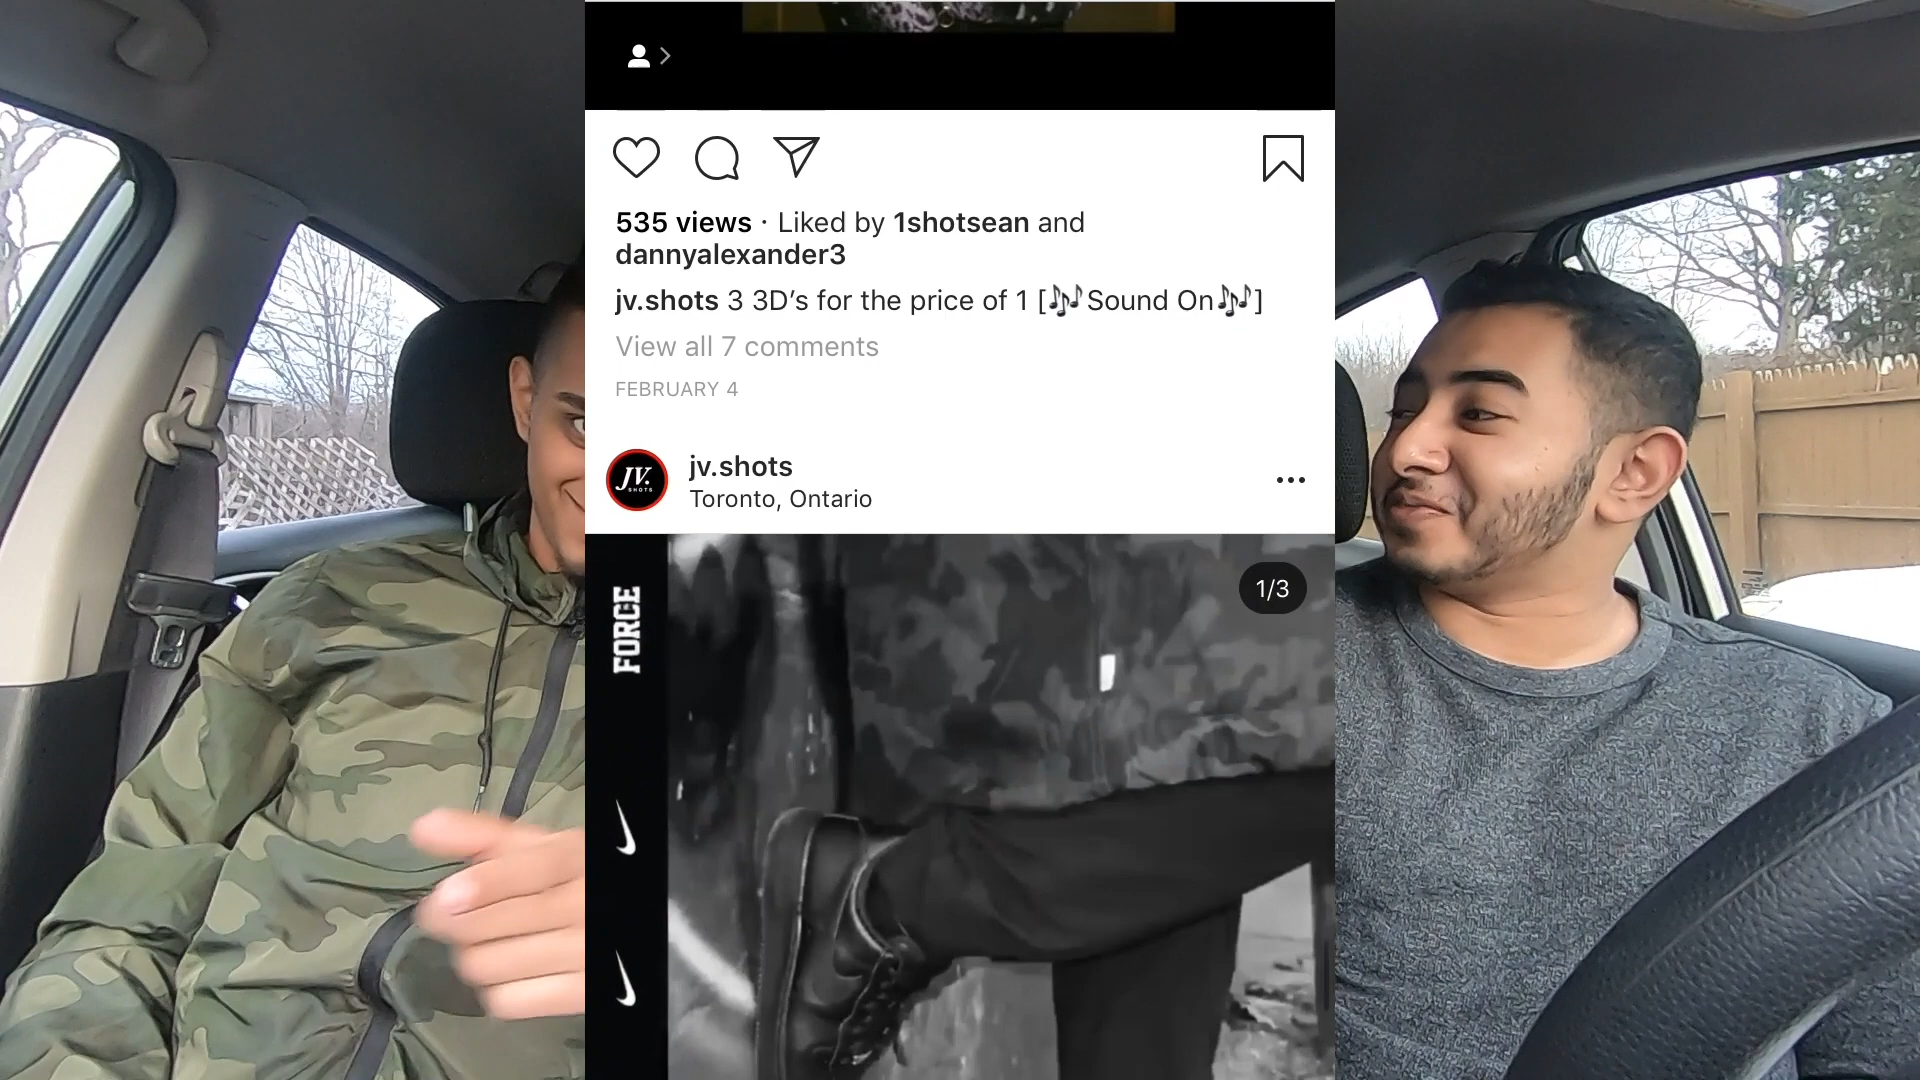 535 views · Liked by 1shotsean and
dannyalexander3
jv.shots 3 3D’s for the price of 1 [🎶Sound On🎶]
View all 7 comments
FEBRUARY 4
JV.
SHOTS
jv.shots
Toronto, Ontario
1/3
FORCE